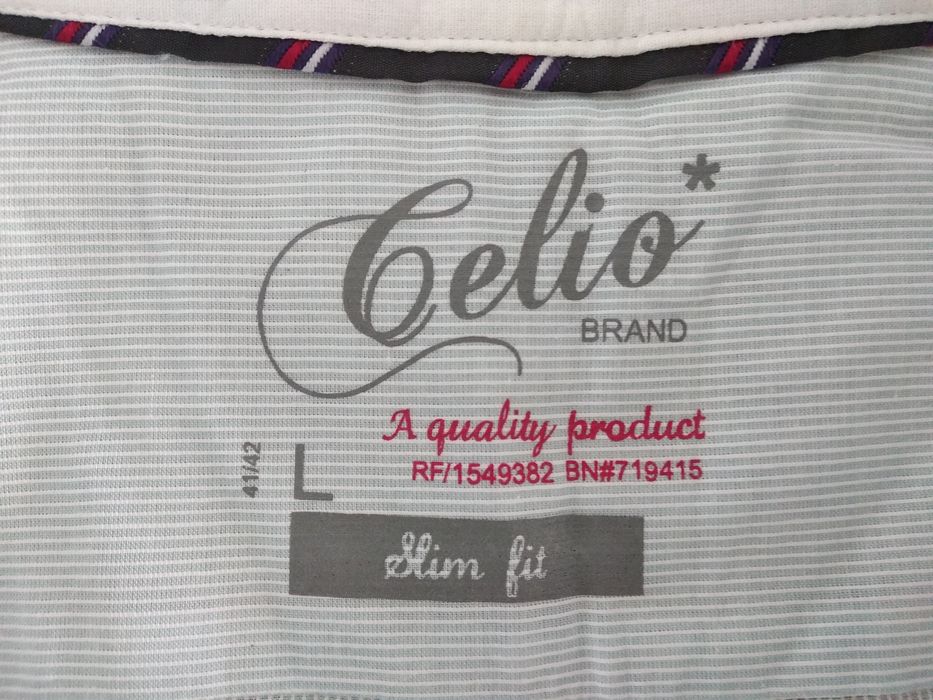 Celio*
BRAND
A quality product
RF/1549382 BN#719415
41/42
L
Slim fit